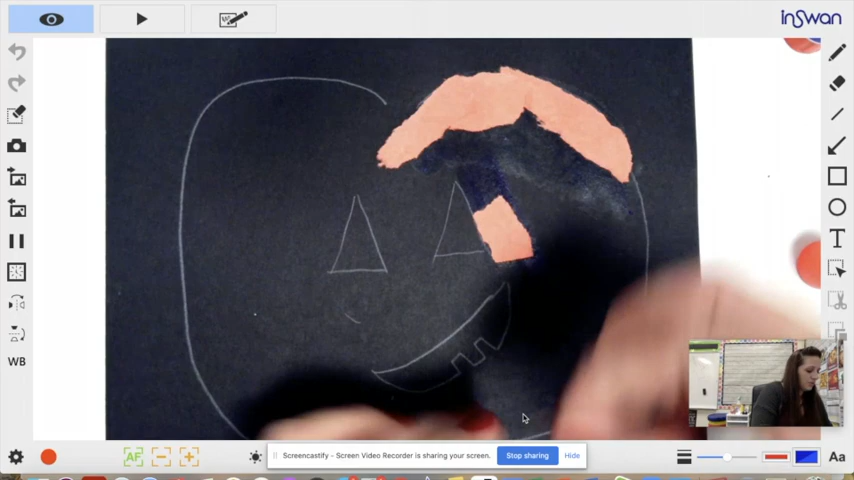 inSwan
WB
AF
Screencastify - Screen Video Recorder is sharing your screen.
Stop sharing
Hide
T
Aa